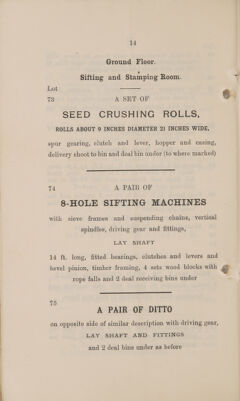 14
Ground Floor.
Sifting and Stamping Room.
Lot
73 A SET OF
SEED CRUSHING ROLLS,
ROLLS ABOUT 9 INCHES DIAMETER 21 INCHES WIDE,
spur gearing, clutch and lever, hopper and casing,
delivery shoot to bin and deal bin under (to where marked)
74 A PAIR OF
8-HOLE SIFTING MACHINES
with sieve frames and suspending chains, vertical
spindles, driving gear and fittings,
LAY SHAFT
14 ft. long, fitted bearings, clutches and levers and
bevel pinion, timber framing, 4 sets wood blocks with
rope falls and 2 deal receiving bins under
75
A PAIR OF DITTO
on opposite side of similar description with driving gear,
LAY SHAFT AND FITTINGS
and 2 deal bins under as before